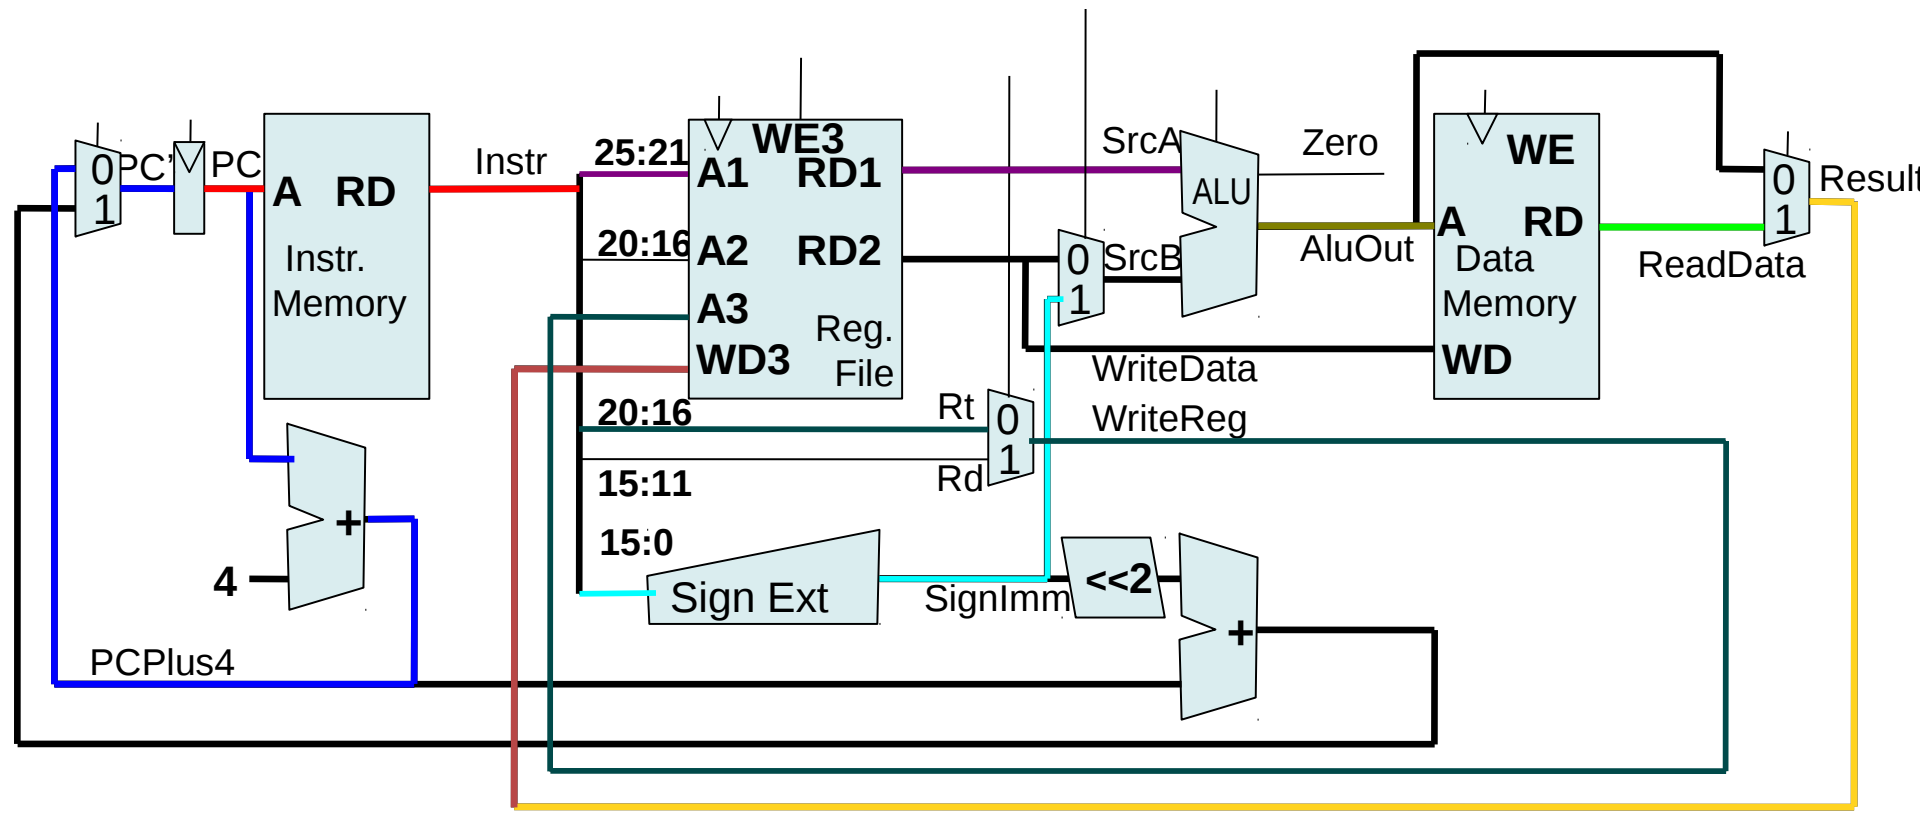 0
1
PC'
PC
A RD
Instr.
Memory
Instr
25:21
20:16
WE3
A1 RD1
A2 RD2
A3
WD3
Reg.
File
20:16
15:11
15:0
Rt
Rd
0
1
0
1
SrcA
SrcB
ALU
Zero
AluOut
WriteData
WriteReg
WE
A RD
Data
Memory
WD
ReadData
0
1
Result
+
4
PCPlus4
Sign Ext
SignImm
<<2
+